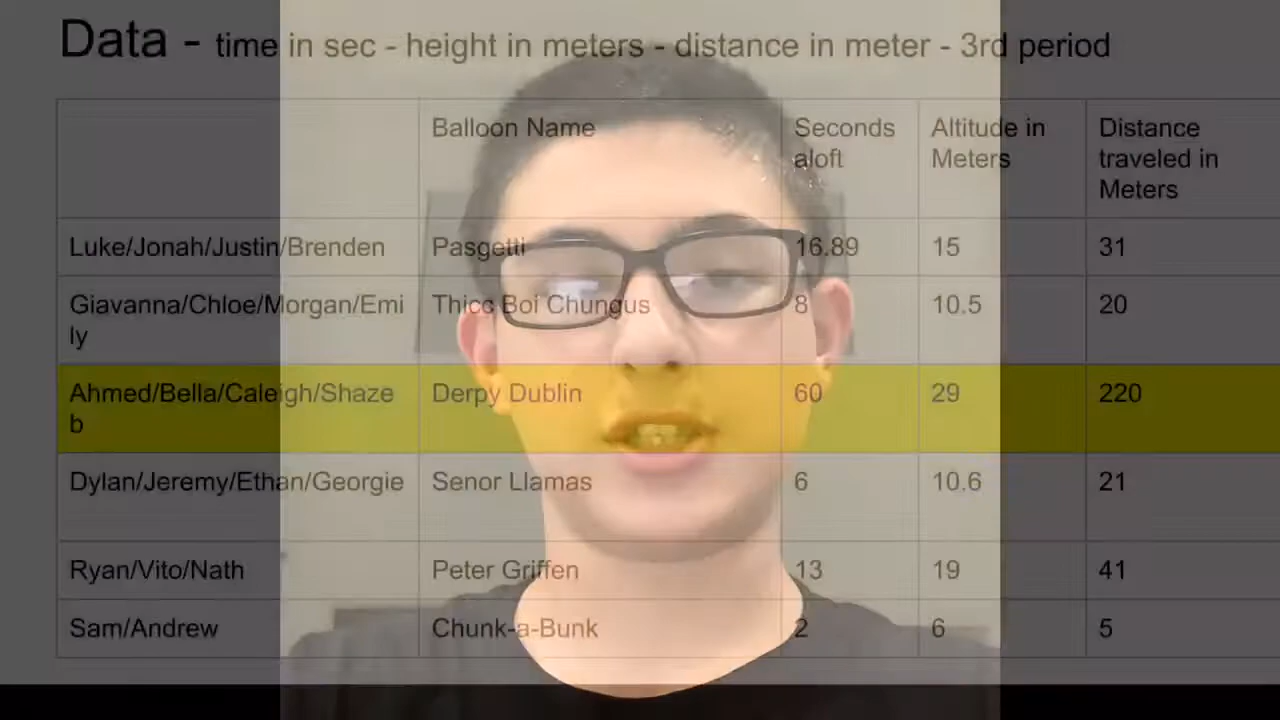 Data - time in sec - height in meters - distance in meter - 3rd period
Balloon Name Seconds aloft Altitude in Meters Distance traveled in Meters
Luke/Jonah/Justin/Brenden Pasgetti 16.89 15 31
Giavanna/Chloe/Morgan/Emily Thicc Boi Chungus 8 10.5 20
Ahmed/Bella/Caleigh/Shazeb Derpy Dublin 60 29 220
Dylan/Jeremy/Ethan/Georgie Senor Llamas 6 10.6 21
Ryan/Vito/Nath Peter Griffen 13 19 41
Sam/Andrew Chunk-a-Bunk 2 6 5